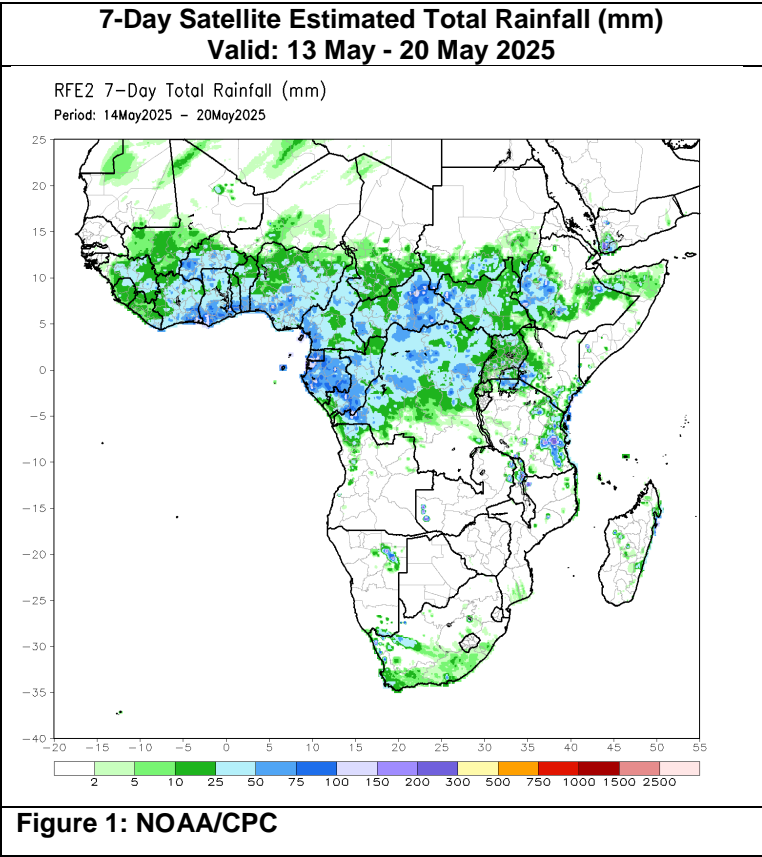 7-Day Satellite Estimated Total Rainfall (mm)
Valid: 13 May - 20 May 2025
RFE2 7-Day Total Rainfall (mm)
Period: 14May2025 - 20May2025
25
20
15
10
5
0
-5
-10
-15
-20
-25
-30
-35
-40
-20 -15 -10 -5 0 5 10 15 20 25 30 35 40 45 50 55
2 5 10 25 50 75 100 150 200 300 500 750 1000 1500 2500
Figure 1: NOAA/CPC